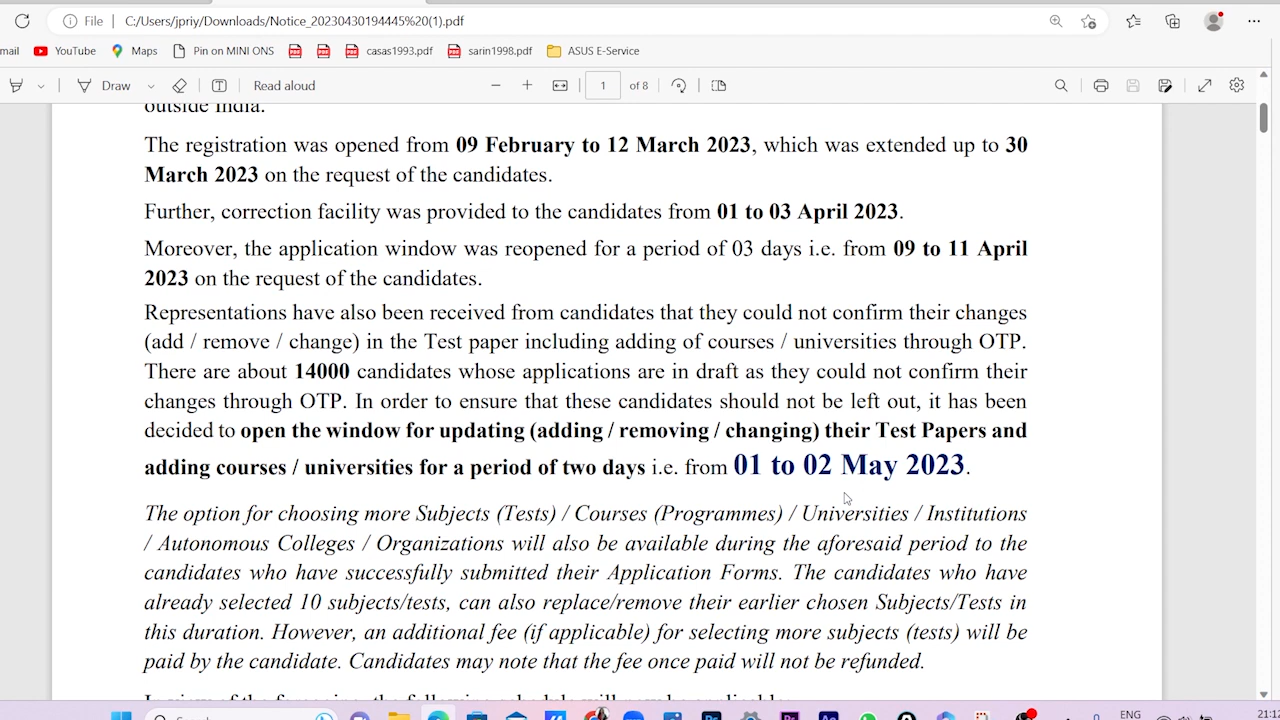 File C:/Users/jpriy/Downloads/Notice_20230430194445%20(1).pdf
mail YouTube Maps Pin on MINI ONS casas1993.pdf sarin1998.pdf ASUS E-Service
Draw Read aloud 1 of 8
outside India.
The registration was opened from 09 February to 12 March 2023, which was extended up to 30
March 2023 on the request of the candidates.
Further, correction facility was provided to the candidates from 01 to 03 April 2023.
Moreover, the application window was reopened for a period of 03 days i.e. from 09 to 11 April
2023 on the request of the candidates.
Representations have also been received from candidates that they could not confirm their changes
(add / remove / change) in the Test paper including adding of courses / universities through OTP.
There are about 14000 candidates whose applications are in draft as they could not confirm their
changes through OTP. In order to ensure that these candidates should not be left out, it has been
decided to open the window for updating (adding / removing / changing) their Test Papers and
adding courses / universities for a period of two days i.e. from 01 to 02 May 2023.
The option for choosing more Subjects (Tests) / Courses (Programmes) / Universities / Institutions
/ Autonomous Colleges / Organizations will also be available during the aforesaid period to the
candidates who have successfully submitted their Application Forms. The candidates who have
already selected 10 subjects/tests, can also replace/remove their earlier chosen Subjects/Tests in
this duration. However, an additional fee (if applicable) for selecting more subjects (tests) will be
paid by the candidate. Candidates may note that the fee once paid will not be refunded.
ENG 21:12